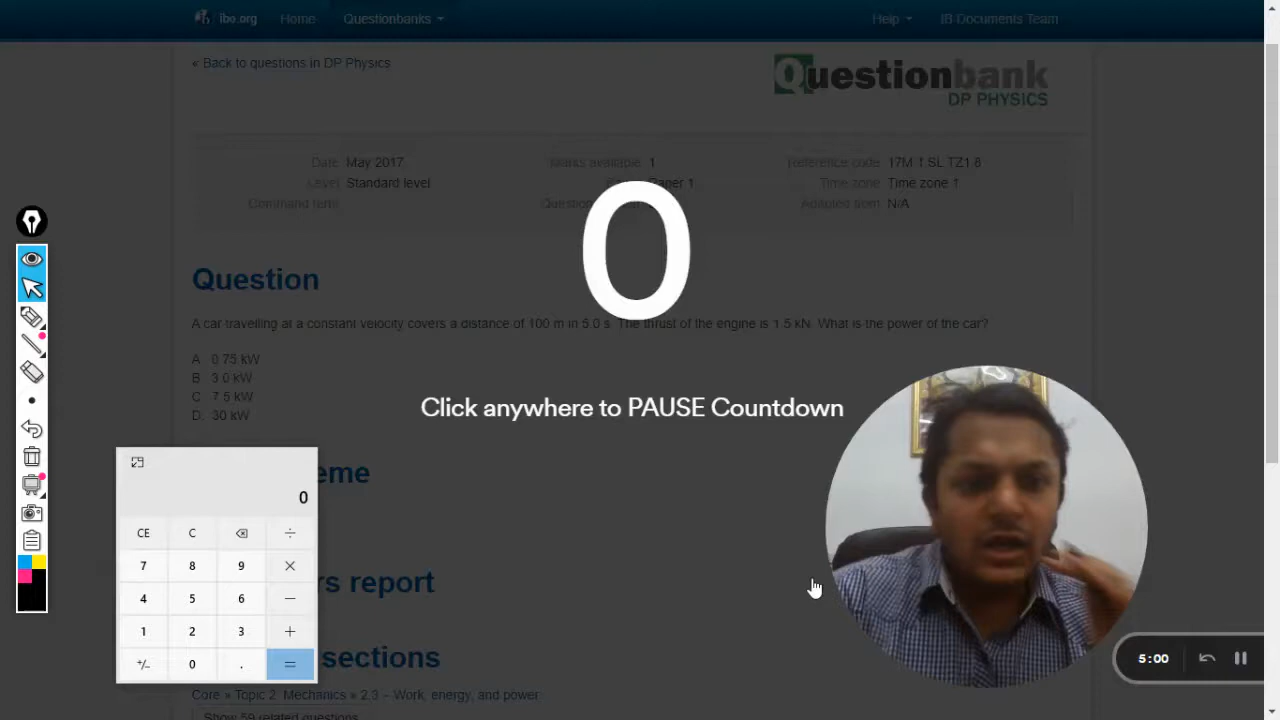 ibo.org Home Questionbanks Help IB Documents Team
« Back to questions in DP Physics
Questionbank
DP PHYSICS
Date: May 2017 Marks available: 1 Reference code: 17M.1.SL.TZ1.6
Level: Standard level Paper 1 Time zone: Time zone 1
Command term: Adapted from: N/A
0
Question
A car travelling at a constant velocity covers a distance of 100 m in 5.0 s. The thrust of the engine is 1.5 kN. What is the power of the car?
A. 0.75 kW
B. 3.0 kW
C. 7.5 kW
D. 30 kW
Click anywhere to PAUSE Countdown
eme
0
CE C ÷
7 8 9 ×
4 5 6 −
1 2 3 +
+/- 0 . =
rs report
sections
5:00
Core » Topic 2: Mechanics » 2.3 – Work, energy, and power
Show 59 related questions